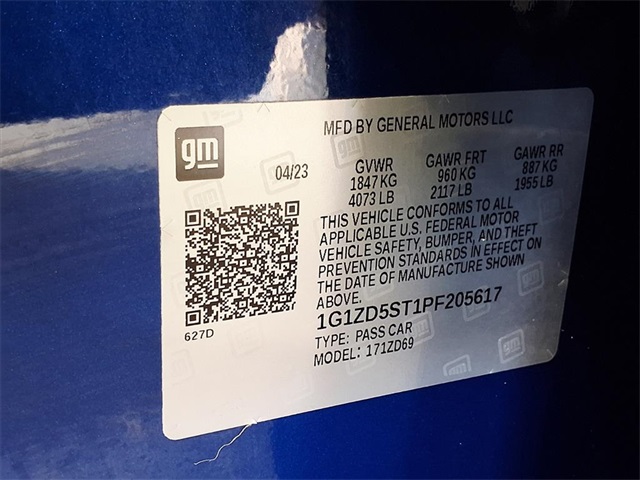 MFD BY GENERAL MOTORS LLC
gm
04/23
GVWR GAWR FRT GAWR RR
1847 KG 960 KG 887 KG
4073 LB 2117 LB 1955 LB
THIS VEHICLE CONFORMS TO ALL
APPLICABLE U.S. FEDERAL MOTOR
VEHICLE SAFETY, BUMPER, AND THEFT
PREVENTION STANDARDS IN EFFECT ON
THE DATE OF MANUFACTURE SHOWN
ABOVE.
627D
1G1ZD5ST1PF205617
TYPE: PASS CAR
MODEL: 171ZD69